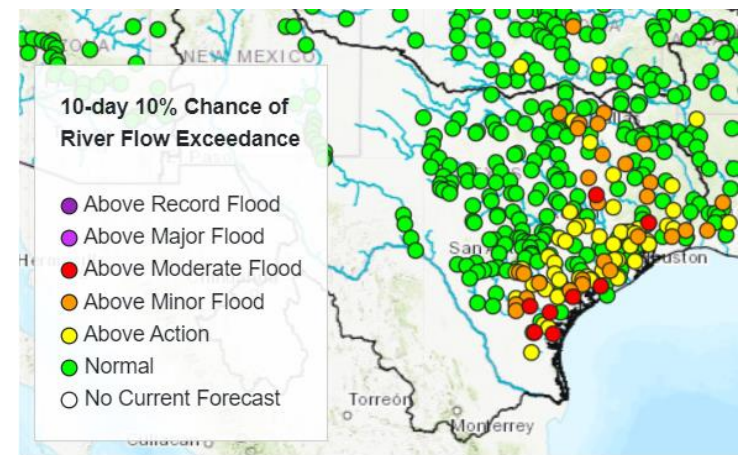 NEW MEXICO
10-day 10% Chance of
River Flow Exceedance
Above Record Flood
Above Major Flood
Above Moderate Flood
Above Minor Flood
Above Action
Normal
No Current Forecast
San
Houston
Torreón
Monterrey
Culiacán